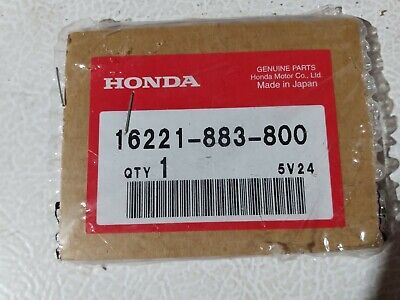 GENUINE PARTS
Honda Motor Co., Ltd.
Made in Japan
HONDA
16221-883-800
QTY 1 5V24